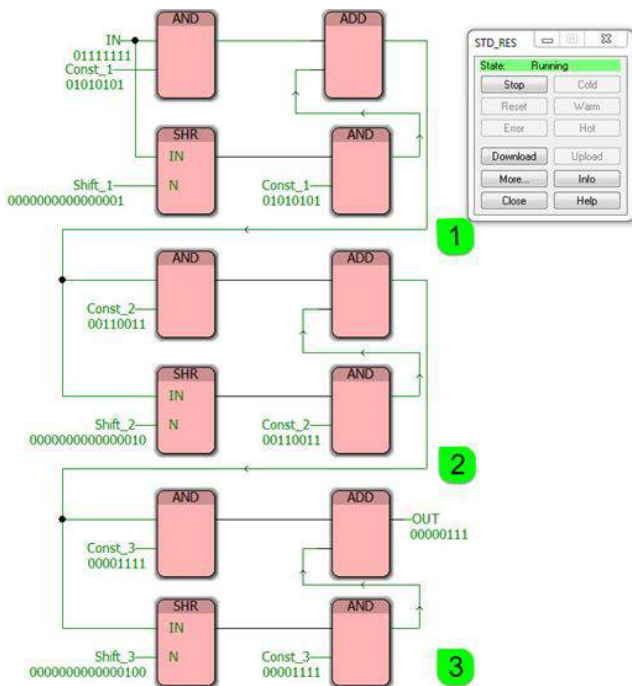 AND
ADD
IN
01111111
Const_1
01010101
SHR
AND
IN
Shift_1
N
Const_1
0000000000000001
01010101
1
AND
ADD
Const_2
00110011
SHR
AND
IN
Shift_2
N
Const_2
0000000000000010
00110011
2
AND
ADD
OUT
00000111
Const_3
00001111
SHR
AND
IN
Shift_3
N
Const_3
0000000000000100
00001111
3
STD_RES
State: Running
Stop Cold
Reset Warm
Error Hot
Download Upload
More... Info
Close Help